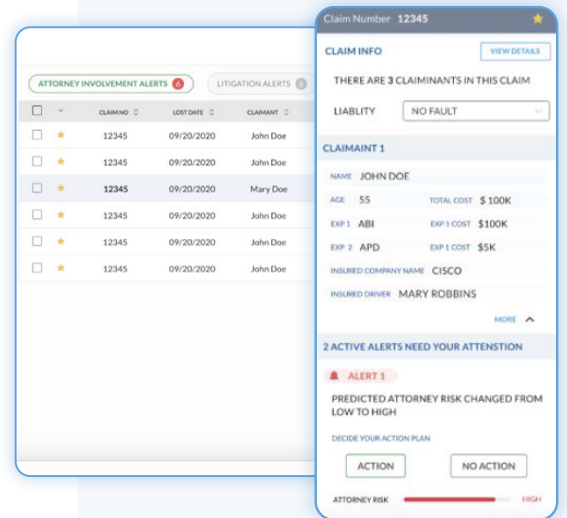 ATTORNEY INVOLVEMENT ALERTS 6 LITIGATION ALERTS 0
CLAIM NO LOST DATE CLAIMANT
12345 09/20/2020 John Doe
12345 09/20/2020 John Doe
12345 09/20/2020 Mary Doe
12345 09/20/2020 John Doe
12345 09/20/2020 John Doe
12345 09/20/2020 John Doe
Claim Number 12345
CLAIM INFO VIEW DETAILS
THERE ARE 3 CLAIMINANTS IN THIS CLAIM
LIABLITY NO FAULT
CLAIMAINT 1
NAME JOHN DOE
AGE 55 TOTAL COST $ 100K
EXP 1 ABI EXP 1 COST $100K
EXP 2 APD EXP 1 COST $5K
INSURED COMPANY NAME CISCO
INSURED DRIVER MARY ROBBINS
MORE
2 ACTIVE ALERTS NEED YOUR ATTENSTION
ALERT 1
PREDICTED ATTORNEY RISK CHANGED FROM
LOW TO HIGH
DECIDE YOUR ACTION PLAN
ACTION NO ACTION
ATTORNEY RISK HIGH